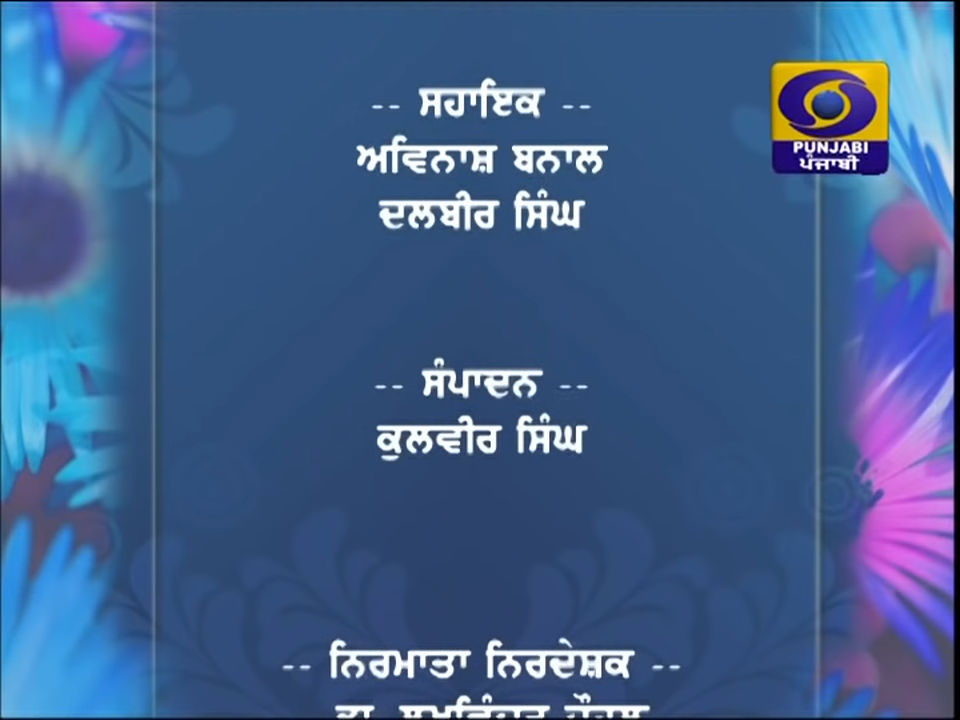 -- ਸਹਾਇਕ --
ਅਵਿਨਾਸ਼ ਬਨਾਲ
ਦਲਬੀਰ ਸਿੰਘ
PUNJABI
ਪੰਜਾਬੀ
-- ਸੰਪਾਦਨ --
ਕੁਲਵੀਰ ਸਿੰਘ
-- ਨਿਰਮਾਤਾ ਨਿਰਦੇਸ਼ਕ --
ਡਾ.